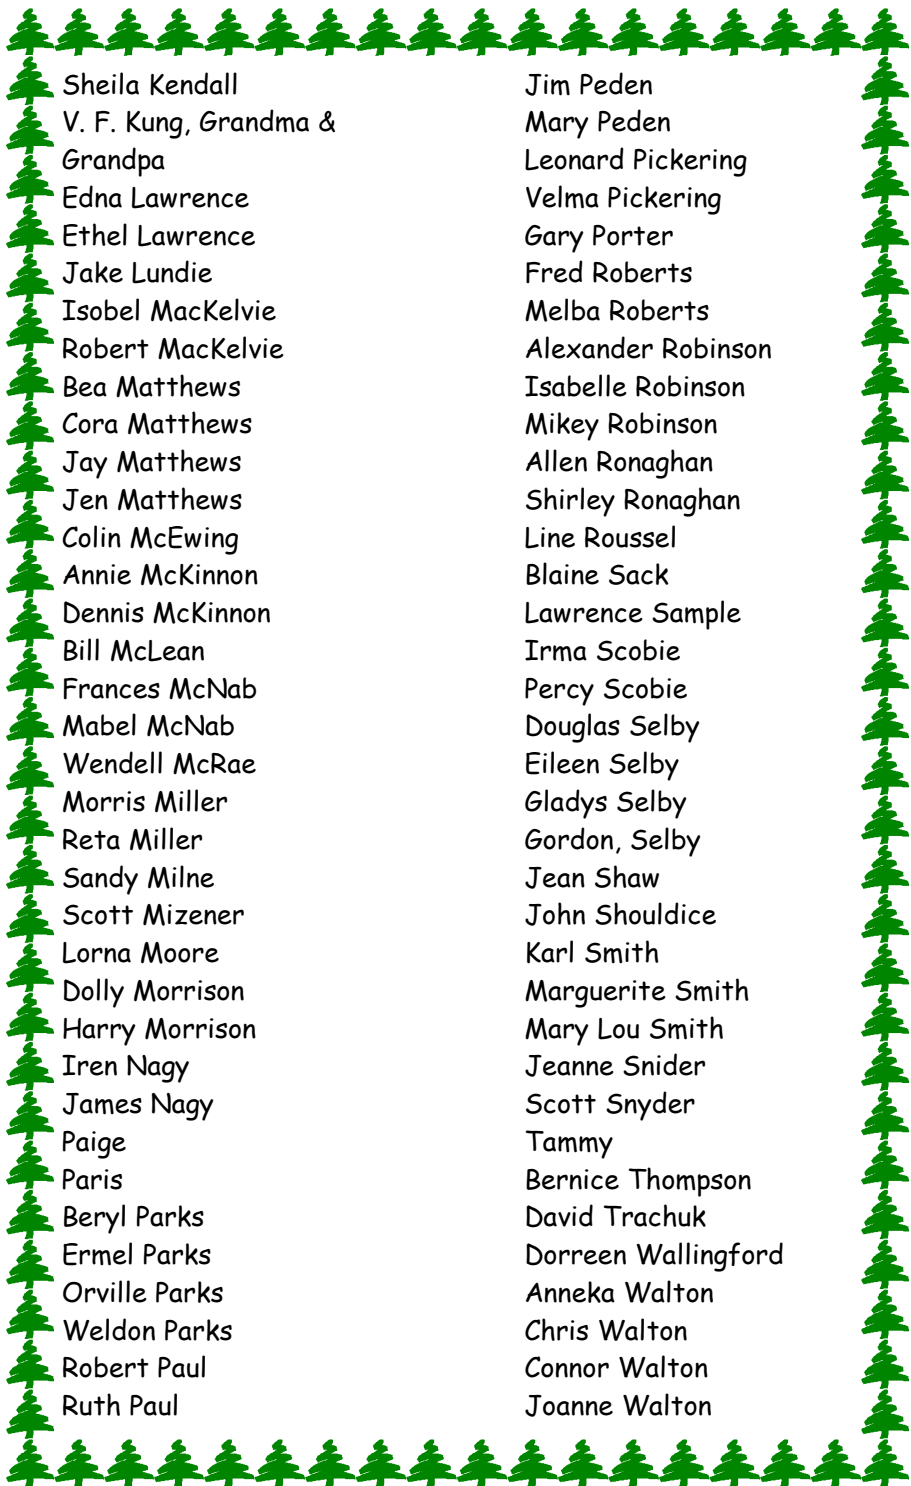 Sheila Kendall
V. F. Kung, Grandma &
Grandpa
Edna Lawrence
Ethel Lawrence
Jake Lundie
Isobel MacKelvie
Robert MacKelvie
Bea Matthews
Cora Matthews
Jay Matthews
Jen Matthews
Colin McEwing
Annie McKinnon
Dennis McKinnon
Bill McLean
Frances McNab
Mabel McNab
Wendell McRae
Morris Miller
Reta Miller
Sandy Milne
Scott Mizener
Lorna Moore
Dolly Morrison
Harry Morrison
Iren Nagy
James Nagy
Paige
Paris
Beryl Parks
Ermel Parks
Orville Parks
Weldon Parks
Robert Paul
Ruth Paul
Jim Peden
Mary Peden
Leonard Pickering
Velma Pickering
Gary Porter
Fred Roberts
Melba Roberts
Alexander Robinson
Isabelle Robinson
Mikey Robinson
Allen Ronaghan
Shirley Ronaghan
Line Roussel
Blaine Sack
Lawrence Sample
Irma Scobie
Percy Scobie
Douglas Selby
Eileen Selby
Gladys Selby
Gordon, Selby
Jean Shaw
John Shouldice
Karl Smith
Marguerite Smith
Mary Lou Smith
Jeanne Snider
Scott Snyder
Tammy
Bernice Thompson
David Trachuk
Dorreen Wallingford
Anneka Walton
Chris Walton
Connor Walton
Joanne Walton